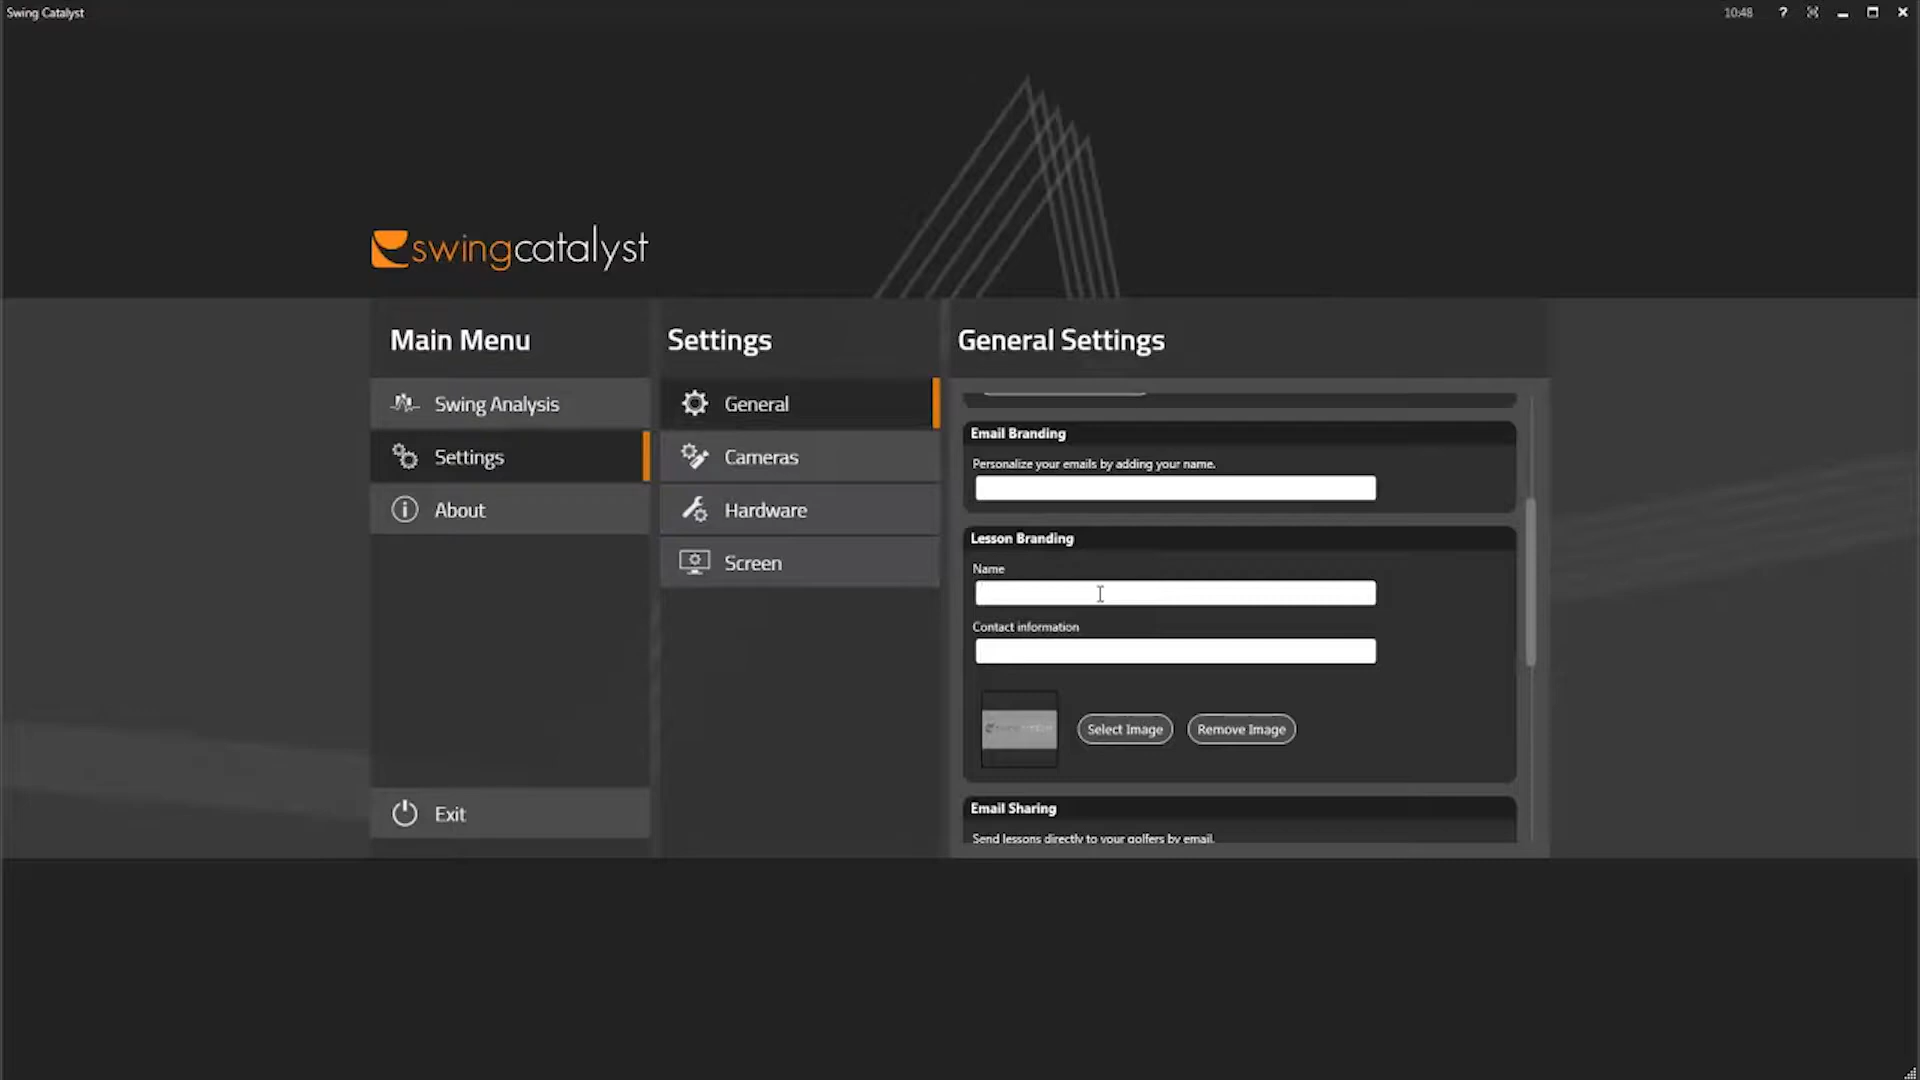 Swing Catalyst
10:48
?
swingcatalyst
Main Menu
Swing Analysis
Settings
About
Exit
Settings
General
Cameras
Hardware
Screen
General Settings
Email Branding
Personalize your emails by adding your name.
Lesson Branding
Name
Contact information
Select Image
Remove Image
Email Sharing
Send lessons directly to your golfers by email.